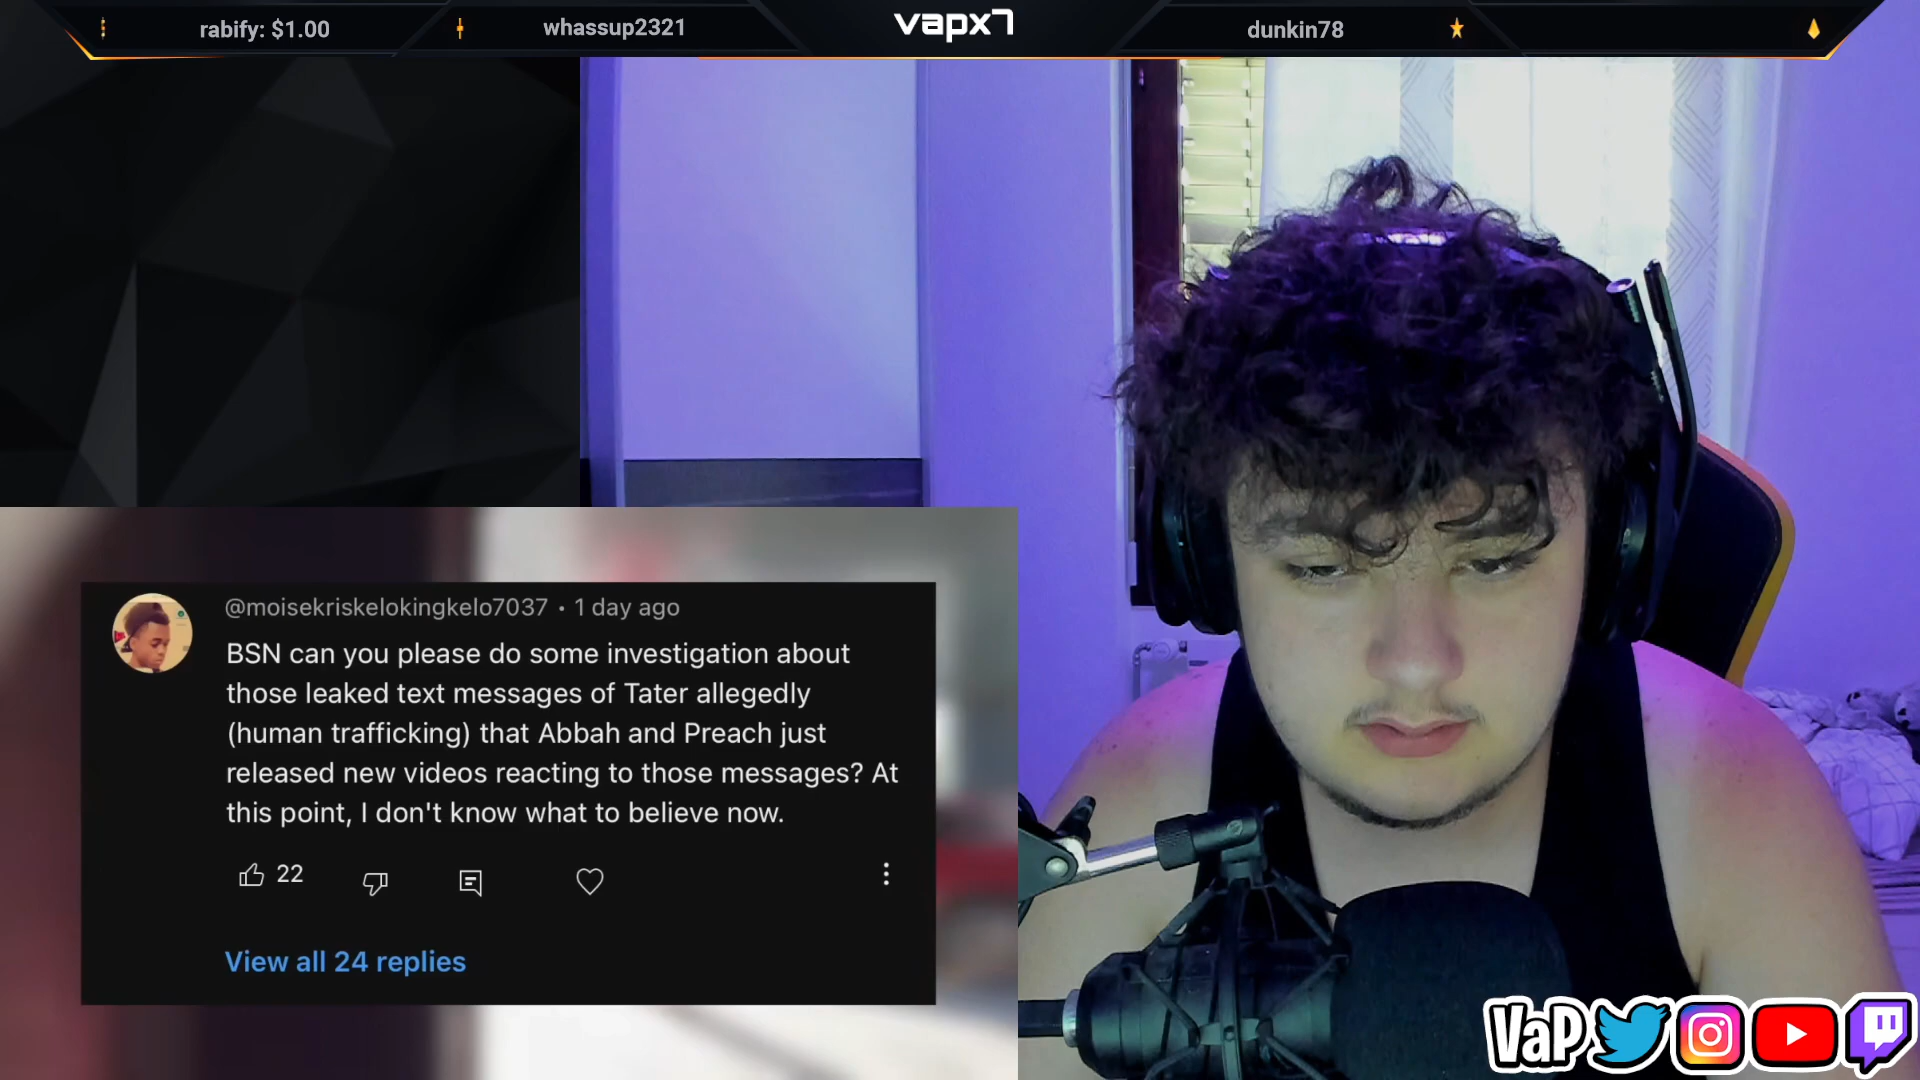 rabify: $1.00
whassup2321
vapx7
dunkin78
@moisekriskelokingkelo7037 • 1 day ago
BSN can you please do some investigation about
those leaked text messages of Tater allegedly
(human trafficking) that Abbah and Preach just
released new videos reacting to those messages? At
this point, I don't know what to believe now.
22
View all 24 replies
VaP